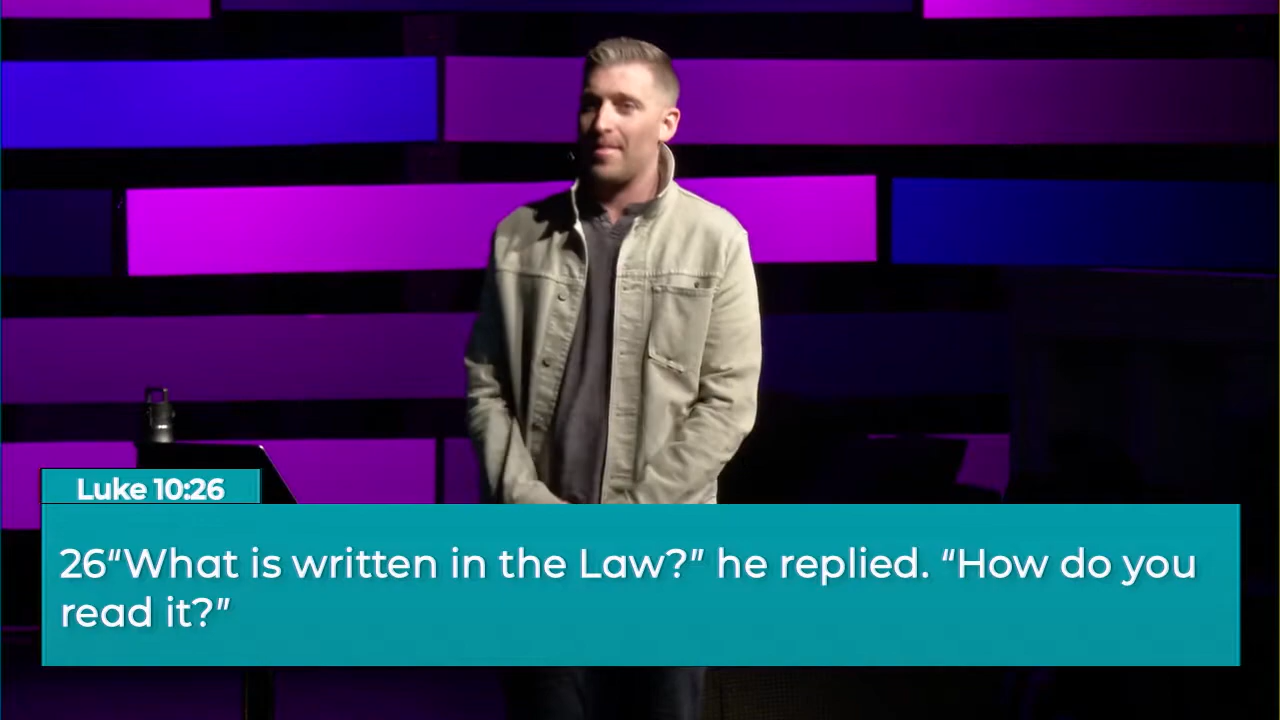 Luke 10:26
26“What is written in the Law?” he replied. “How do you
read it?”